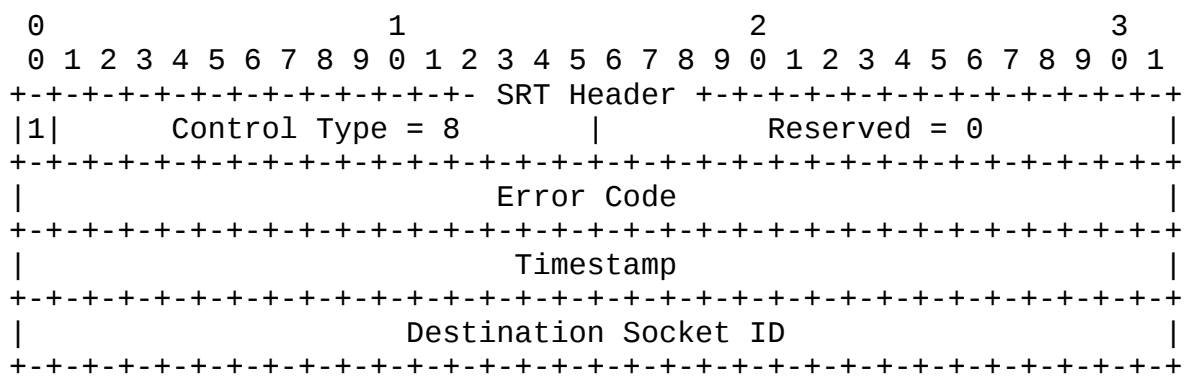 0                   1                   2                   3
 0 1 2 3 4 5 6 7 8 9 0 1 2 3 4 5 6 7 8 9 0 1 2 3 4 5 6 7 8 9 0 1
+-+-+-+-+-+-+-+-+-+-+-+-+- SRT Header +-+-+-+-+-+-+-+-+-+-+-+-+-+
|1|      Control Type = 8       |         Reserved = 0          |
+-+-+-+-+-+-+-+-+-+-+-+-+-+-+-+-+-+-+-+-+-+-+-+-+-+-+-+-+-+-+-+-+
|                          Error Code                           |
+-+-+-+-+-+-+-+-+-+-+-+-+-+-+-+-+-+-+-+-+-+-+-+-+-+-+-+-+-+-+-+-+
|                           Timestamp                           |
+-+-+-+-+-+-+-+-+-+-+-+-+-+-+-+-+-+-+-+-+-+-+-+-+-+-+-+-+-+-+-+-+
|                     Destination Socket ID                     |
+-+-+-+-+-+-+-+-+-+-+-+-+-+-+-+-+-+-+-+-+-+-+-+-+-+-+-+-+-+-+-+-+